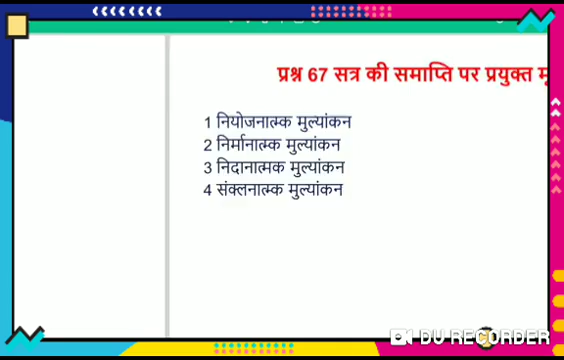 प्रश्न 67 सत्र की समाप्ति पर प्रयुक्त
1 नियोजनात्मक मुल्यांकन
2 निर्मानात्मक मुल्यांकन
3 निदानात्मक मुल्यांकन
4 संक्लनात्मक मुल्यांकन
DU RECORDER